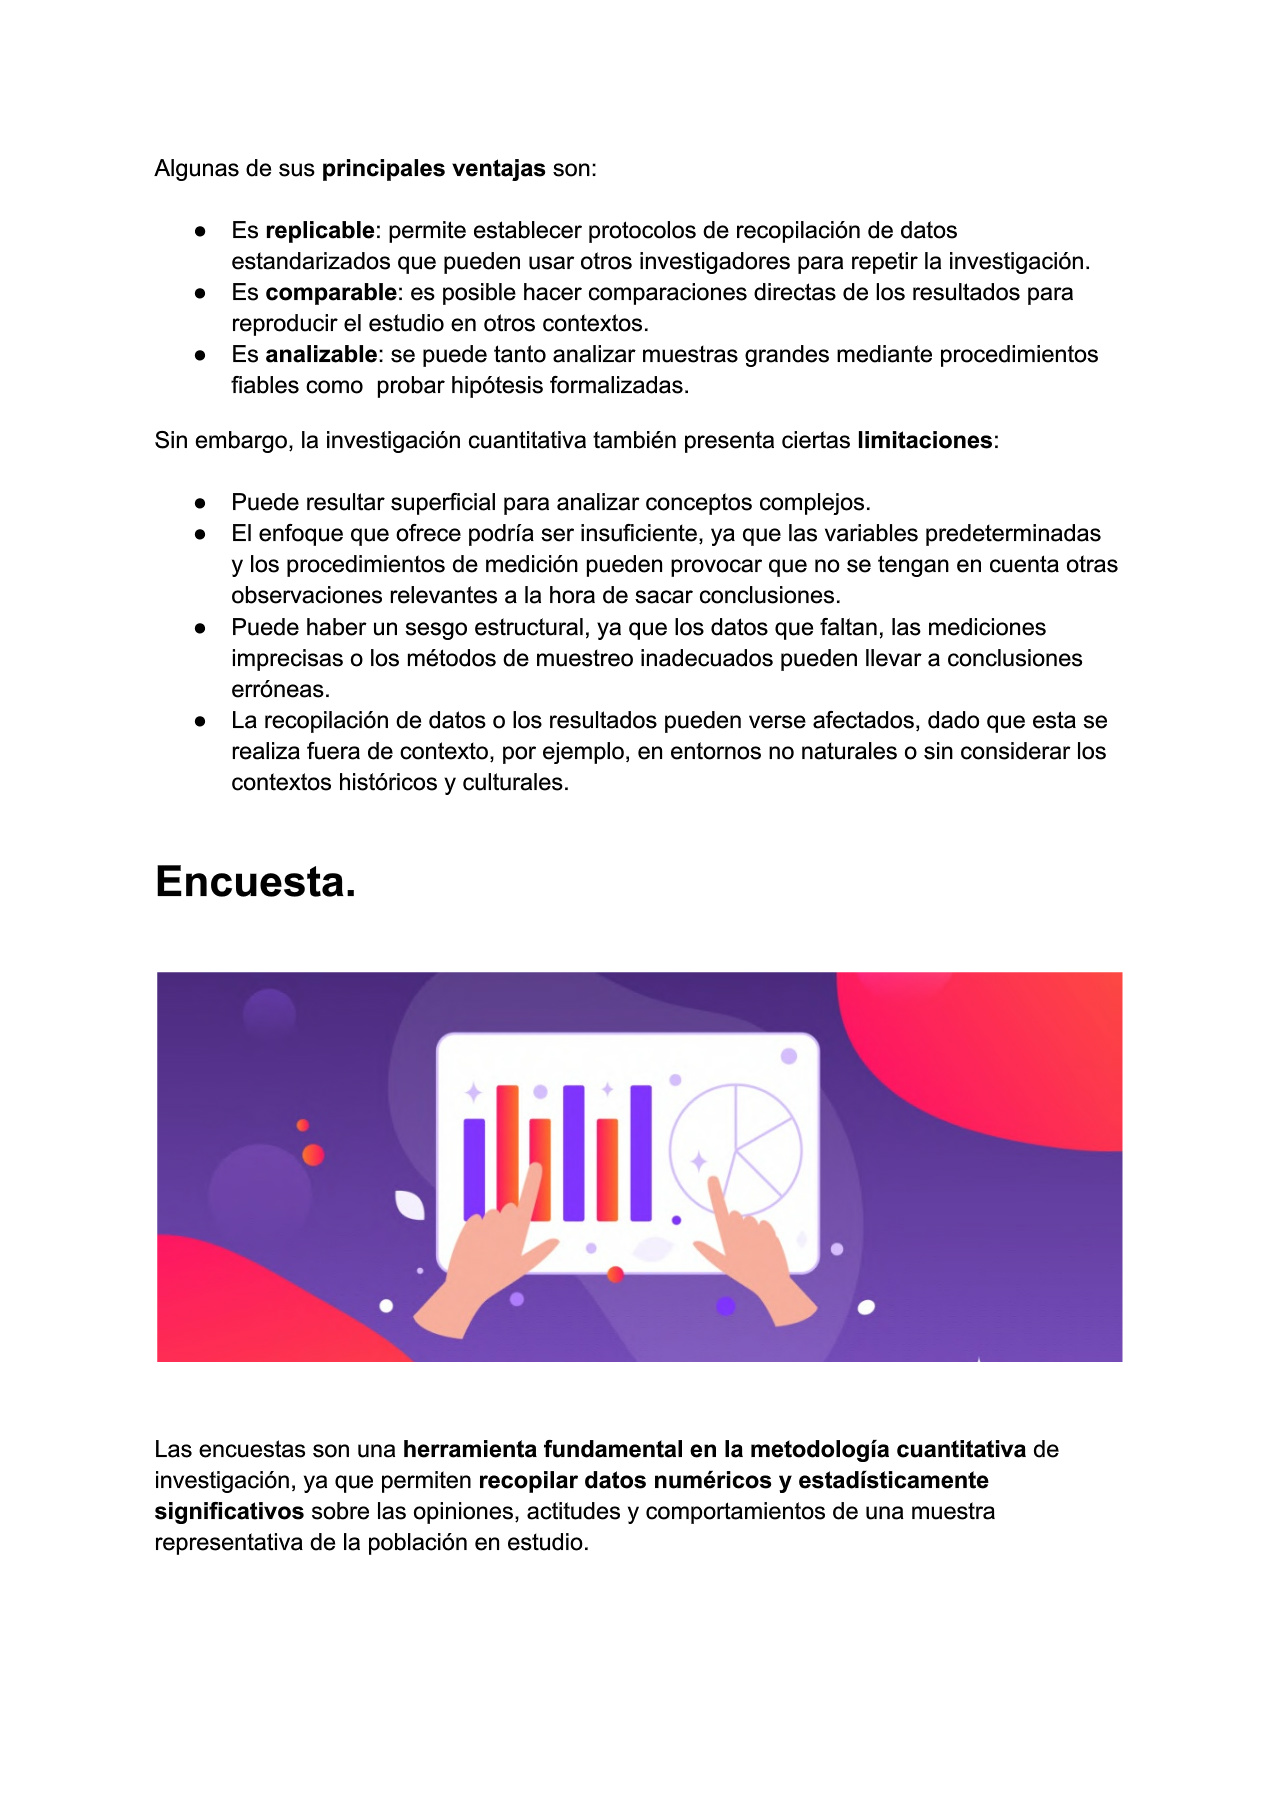 Algunas de sus principales ventajas son:
● Es replicable: permite establecer protocolos de recopilación de datos
estandarizados que pueden usar otros investigadores para repetir la investigación.
● Es comparable: es posible hacer comparaciones directas de los resultados para
reproducir el estudio en otros contextos.
● Es analizable: se puede tanto analizar muestras grandes mediante procedimientos
fiables como  probar hipótesis formalizadas.
Sin embargo, la investigación cuantitativa también presenta ciertas limitaciones:
● Puede resultar superficial para analizar conceptos complejos.
● El enfoque que ofrece podría ser insuficiente, ya que las variables predeterminadas
y los procedimientos de medición pueden provocar que no se tengan en cuenta otras
observaciones relevantes a la hora de sacar conclusiones.
● Puede haber un sesgo estructural, ya que los datos que faltan, las mediciones
imprecisas o los métodos de muestreo inadecuados pueden llevar a conclusiones
erróneas.
● La recopilación de datos o los resultados pueden verse afectados, dado que esta se
realiza fuera de contexto, por ejemplo, en entornos no naturales o sin considerar los
contextos históricos y culturales.
Encuesta.
Las encuestas son una herramienta fundamental en la metodología cuantitativa de
investigación, ya que permiten recopilar datos numéricos y estadísticamente
significativos sobre las opiniones, actitudes y comportamientos de una muestra
representativa de la población en estudio.